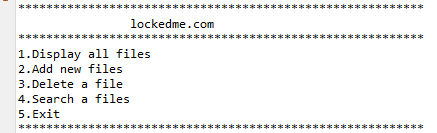 **********************************************************
lockedme.com
**********************************************************
1.Display all files
2.Add new files
3.Delete a file
4.Search a files
5.Exit
**********************************************************